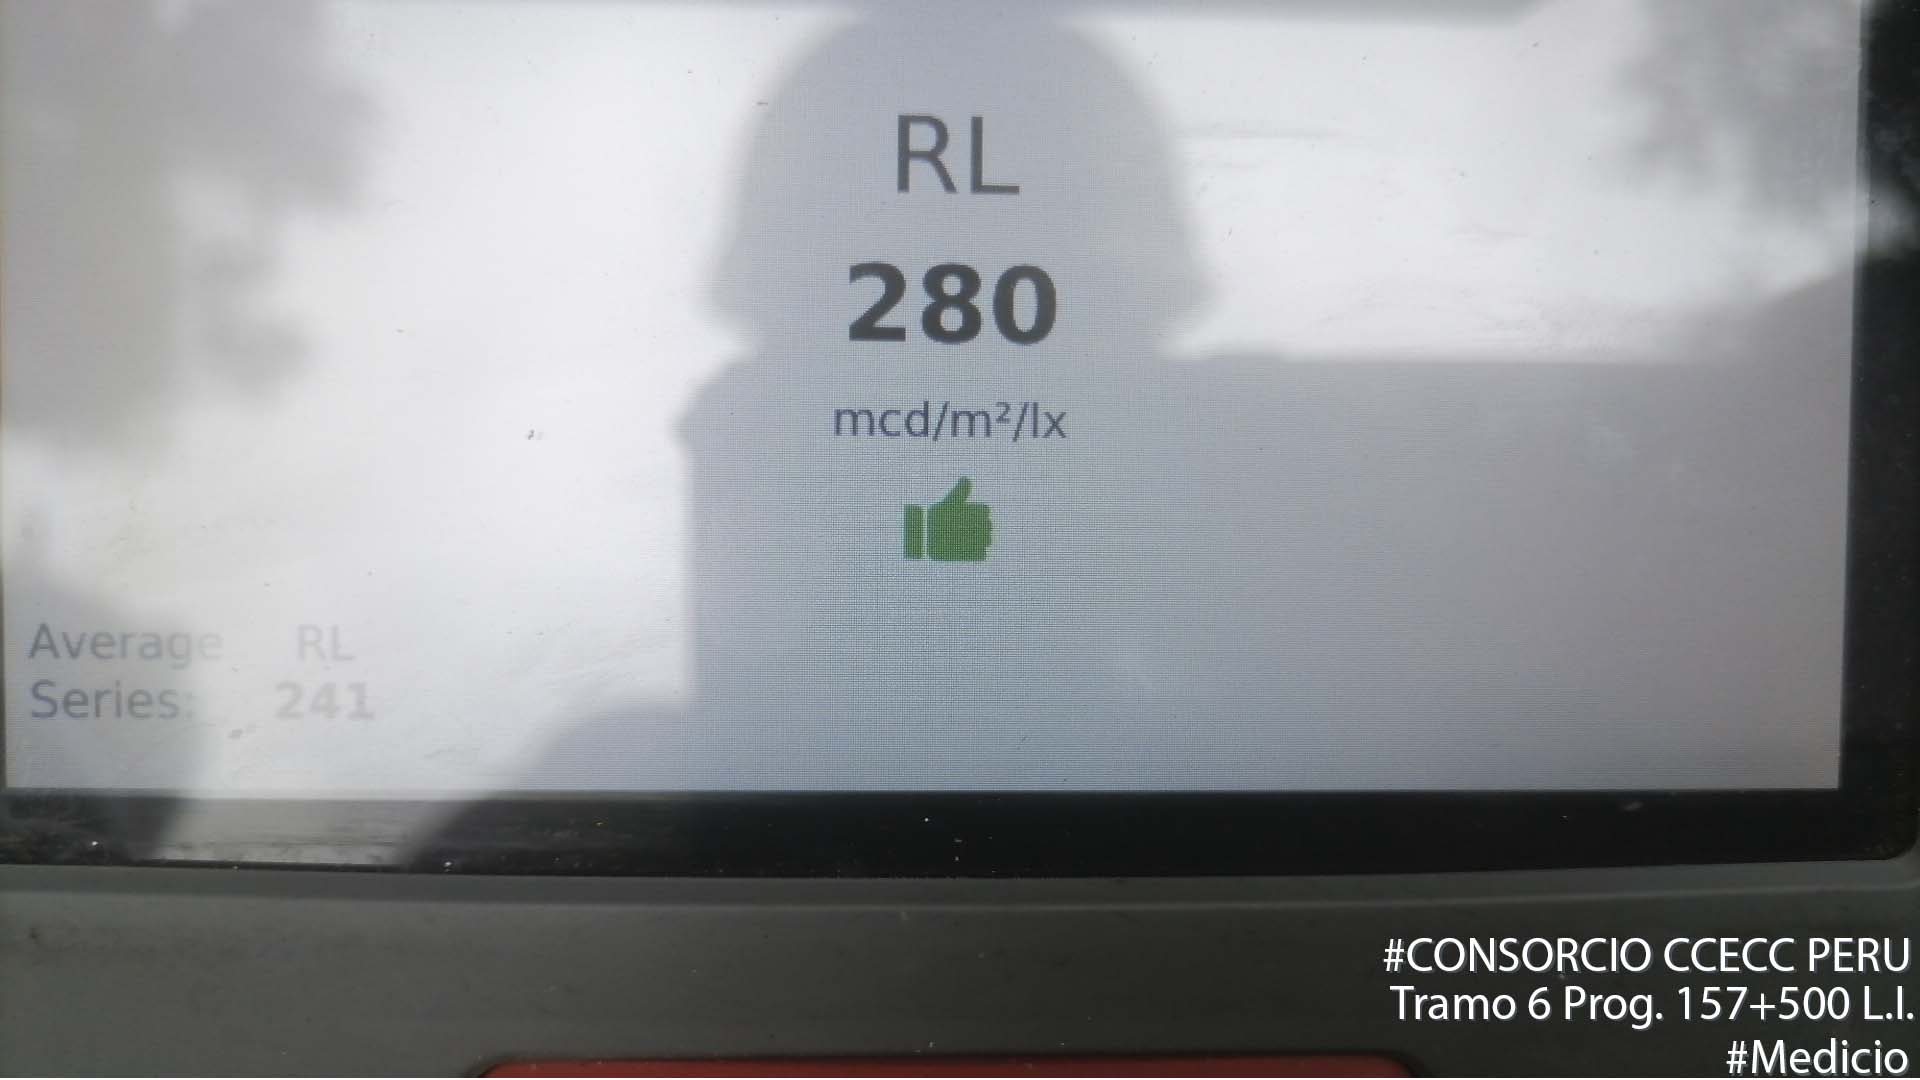 RL
280
mcd/m²/lx
Average RL
Series: 241
#CONSORCIO CCECC PERU
Tramo 6 Prog. 157+500 L.I.
#Medicio